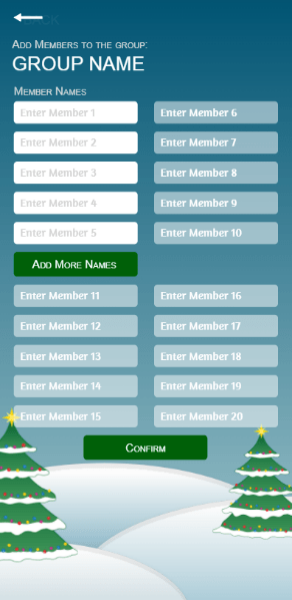 BACK
Add Members to the group:
GROUP NAME
Member Names
Enter Member 1 Enter Member 6
Enter Member 2 Enter Member 7
Enter Member 3 Enter Member 8
Enter Member 4 Enter Member 9
Enter Member 5 Enter Member 10
Add More Names
Enter Member 11 Enter Member 16
Enter Member 12 Enter Member 17
Enter Member 13 Enter Member 18
Enter Member 14 Enter Member 19
Enter Member 15 Enter Member 20
Confirm